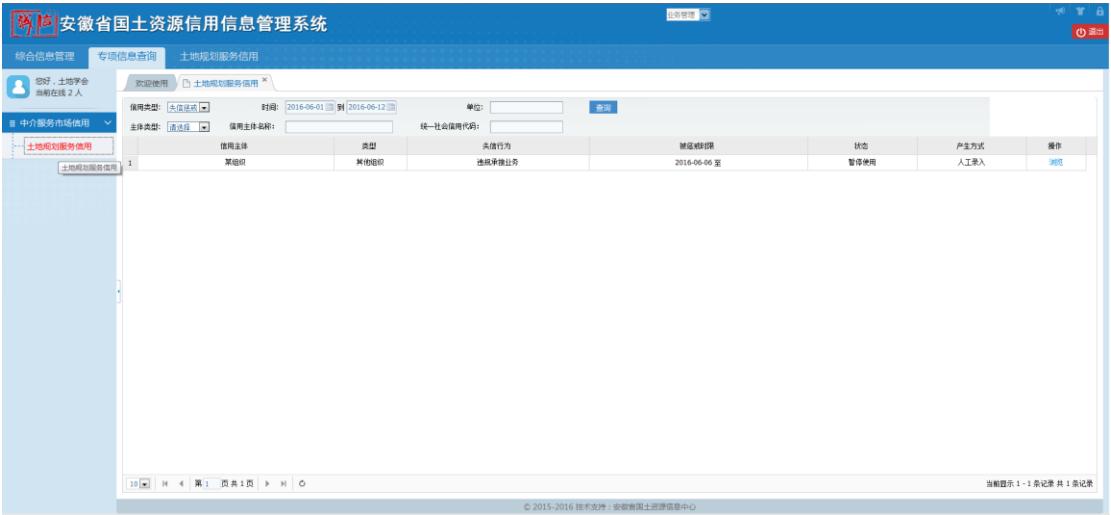 诚信 安徽省国土资源信用信息管理系统
业务管理
退出
综合信息管理 专项信息查询 土地规划服务信用
您好，土地学会
当前在线 2 人
欢迎使用 土地规划服务信用 ×
信用类型: 失信惩戒 时间: 2016-06-01 到 2016-06-12 单位: 查询
中介服务市场信用
主体类型: 请选择 信用主体名称: 统一社会信用代码:
土地规划服务信用
信用主体 类型 失信行为 被惩戒时限 状态 产生方式 操作
土地规划服务信用
1 某组织 其他组织 违规承接业务 2016-06-06 至 暂停使用 人工录入 浏览
10 第 1 页 共 1 页 当前显示 1 - 1 条记录 共 1 条记录
© 2015-2016 技术支持：安徽省国土资源信息中心